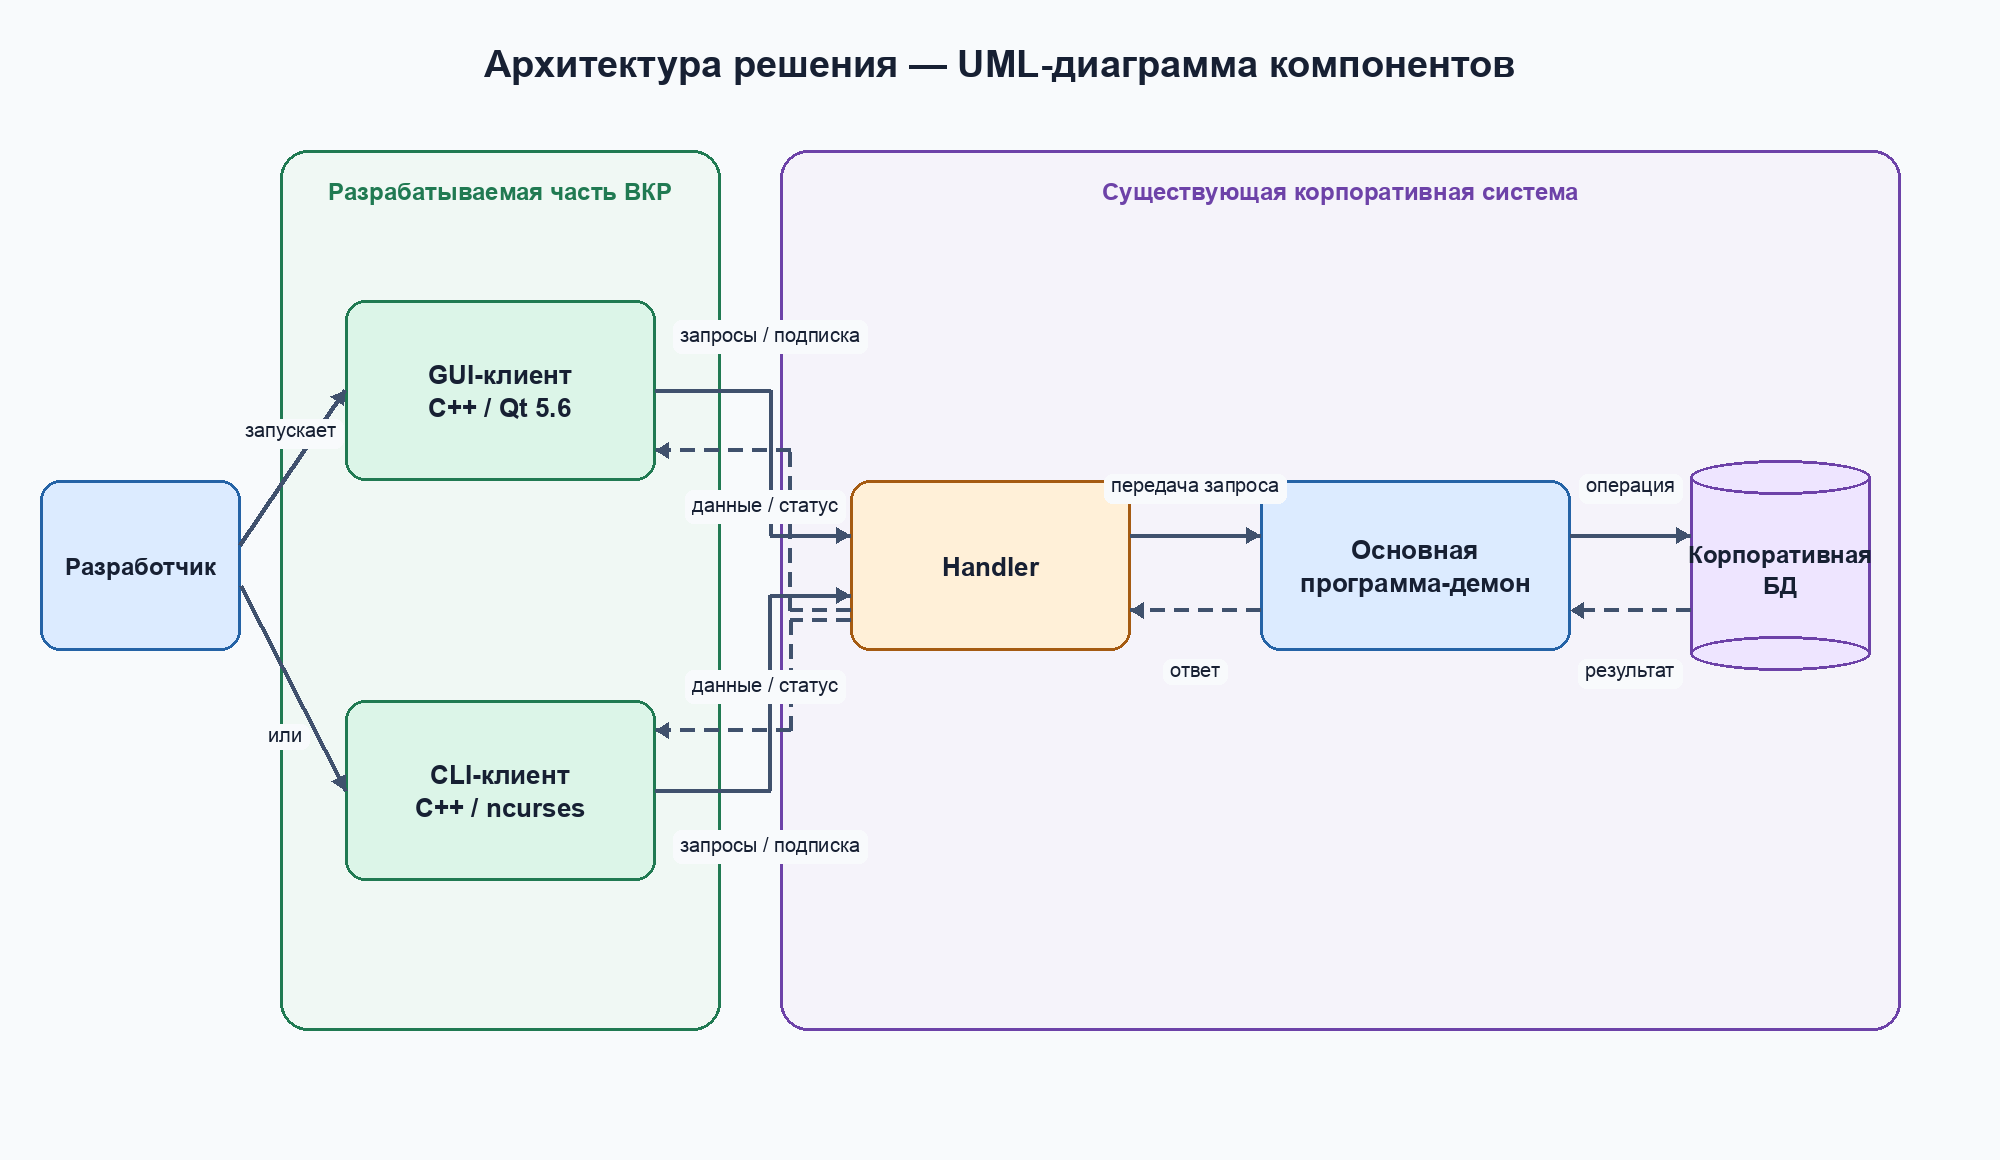 Архитектура решения — UML-диаграмма компонентов
Разрабатываемая часть ВКР
Существующая корпоративная система
запросы / подписка
GUI-клиент
C++ / Qt 5.6
запускает
данные / статус
передача запроса
операция
Разработчик
Handler
Основная
программа-демон
Корпоративная
БД
ответ
результат
данные / статус
или
CLI-клиент
C++ / ncurses
запросы / подписка